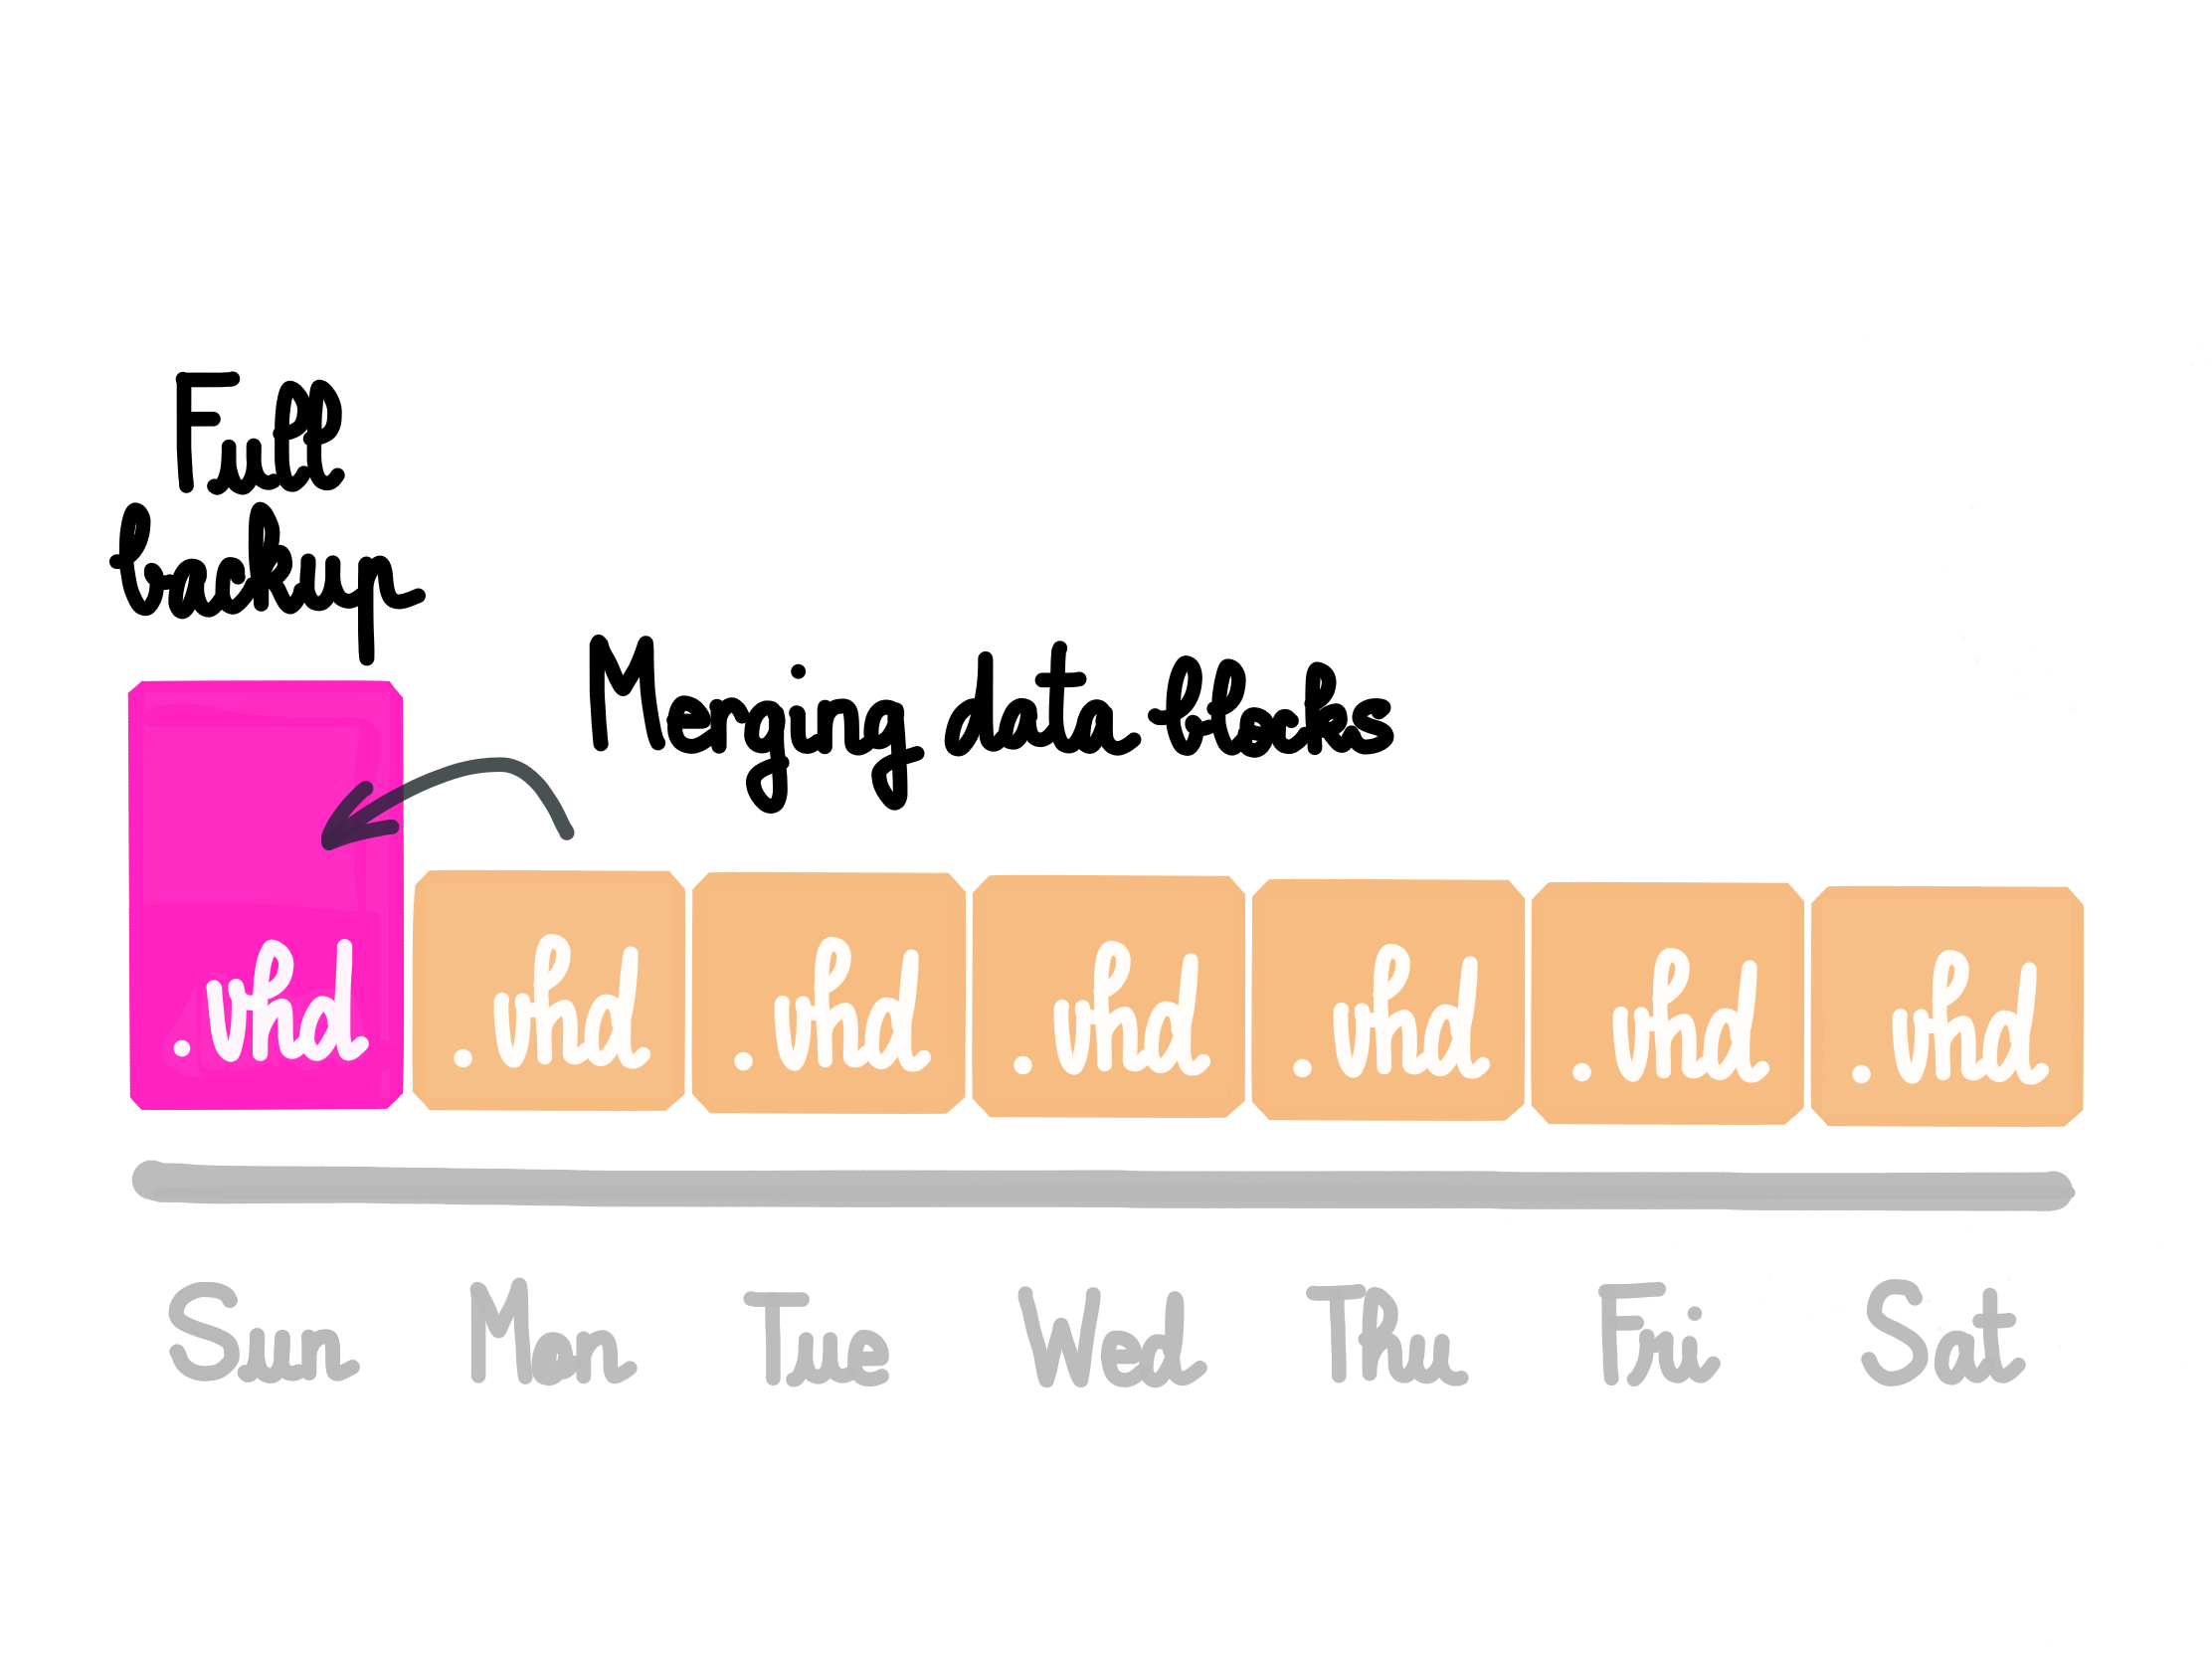 Full
backup
Merging data blocks
.vhd .vhd .vhd .vhd .vhd .vhd .vhd
Sun Mon Tue Wed Thu Fri Sat